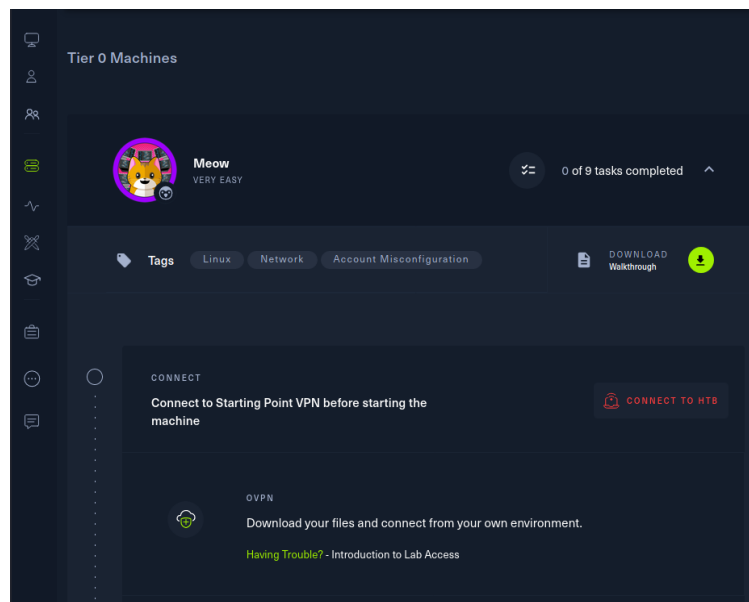 Tier 0 Machines
Meow
VERY EASY
0 of 9 tasks completed
Tags
Linux
Network
Account Misconfiguration
DOWNLOAD
Walkthrough
CONNECT
Connect to Starting Point VPN before starting the
machine
CONNECT TO HTB
OVPN
Download your files and connect from your own environment.
Having Trouble? - Introduction to Lab Access